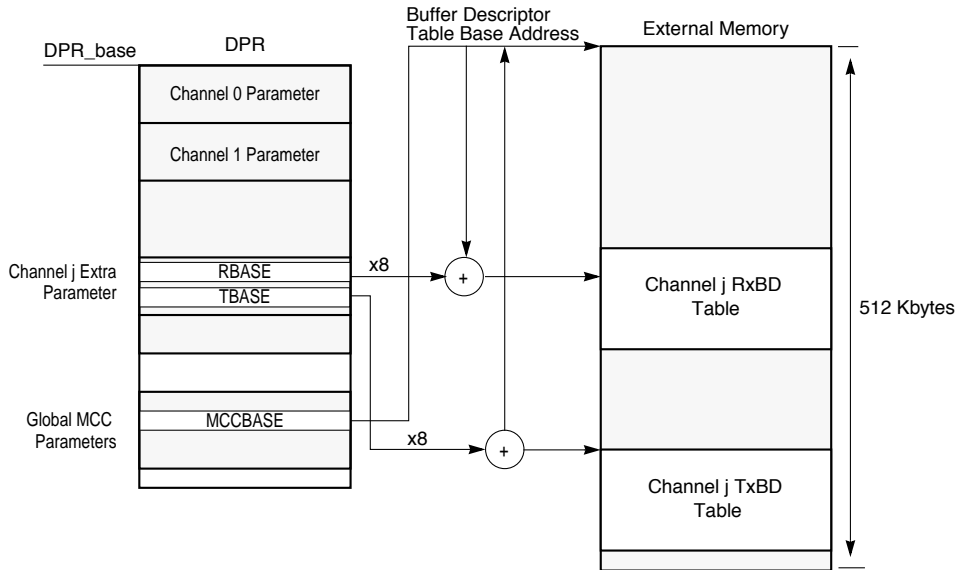 Buffer Descriptor
Table Base Address
External Memory
DPR_base
DPR
Channel 0 Parameter
Channel 1 Parameter
Channel j Extra
Parameter
RBASE
TBASE
x8
+
Channel j RxBD
Table
512 Kbytes
Global MCC
Parameters
MCCBASE
x8
+
Channel j TxBD
Table